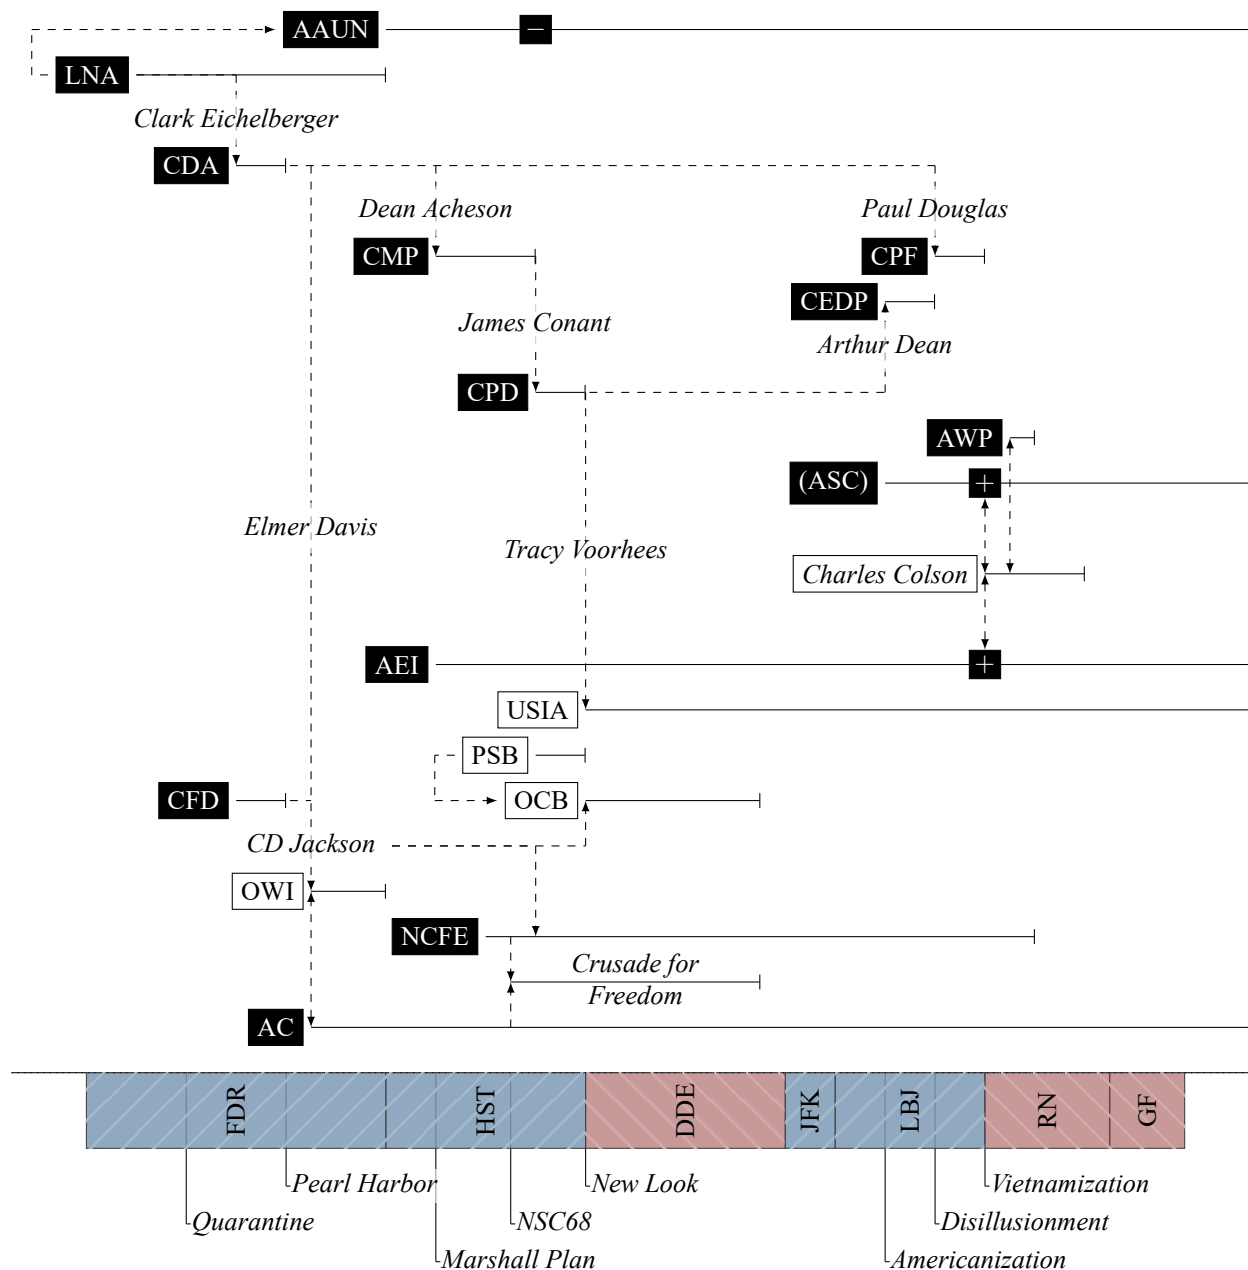 AAUN −
LNA
Clark Eichelberger
CDA
Dean Acheson
Paul Douglas
CMP
CPF
CEDP
James Conant
Arthur Dean
CPD
AWP
(ASC) +
Elmer Davis
Tracy Voorhees
Charles Colson
AEI +
USIA
PSB
CFD
OCB
CD Jackson
OWI
NCFE
Crusade for
Freedom
AC
FDR
HST
DDE
JFK
LBJ
RN
GF
Pearl Harbor
New Look
Vietnamization
Quarantine
NSC68
Disillusionment
Marshall Plan
Americanization